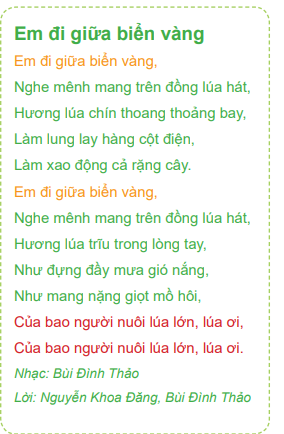 Em đi giữa biển vàng
Em đi giữa biển vàng,
Nghe mênh mang trên đồng lúa hát,
Hương lúa chín thoang thoảng bay,
Làm lung lay hàng cột điện,
Làm xao động cả rặng cây.
Em đi giữa biển vàng,
Nghe mênh mang trên đồng lúa hát,
Hương lúa trĩu trong lòng tay,
Như đựng đầy mưa gió nắng,
Như mang nặng giọt mồ hôi,
Của bao người nuôi lúa lớn, lúa ơi,
Của bao người nuôi lúa lớn, lúa ơi.
Nhạc: Bùi Đình Thảo
Lời: Nguyễn Khoa Đăng, Bùi Đình Thảo